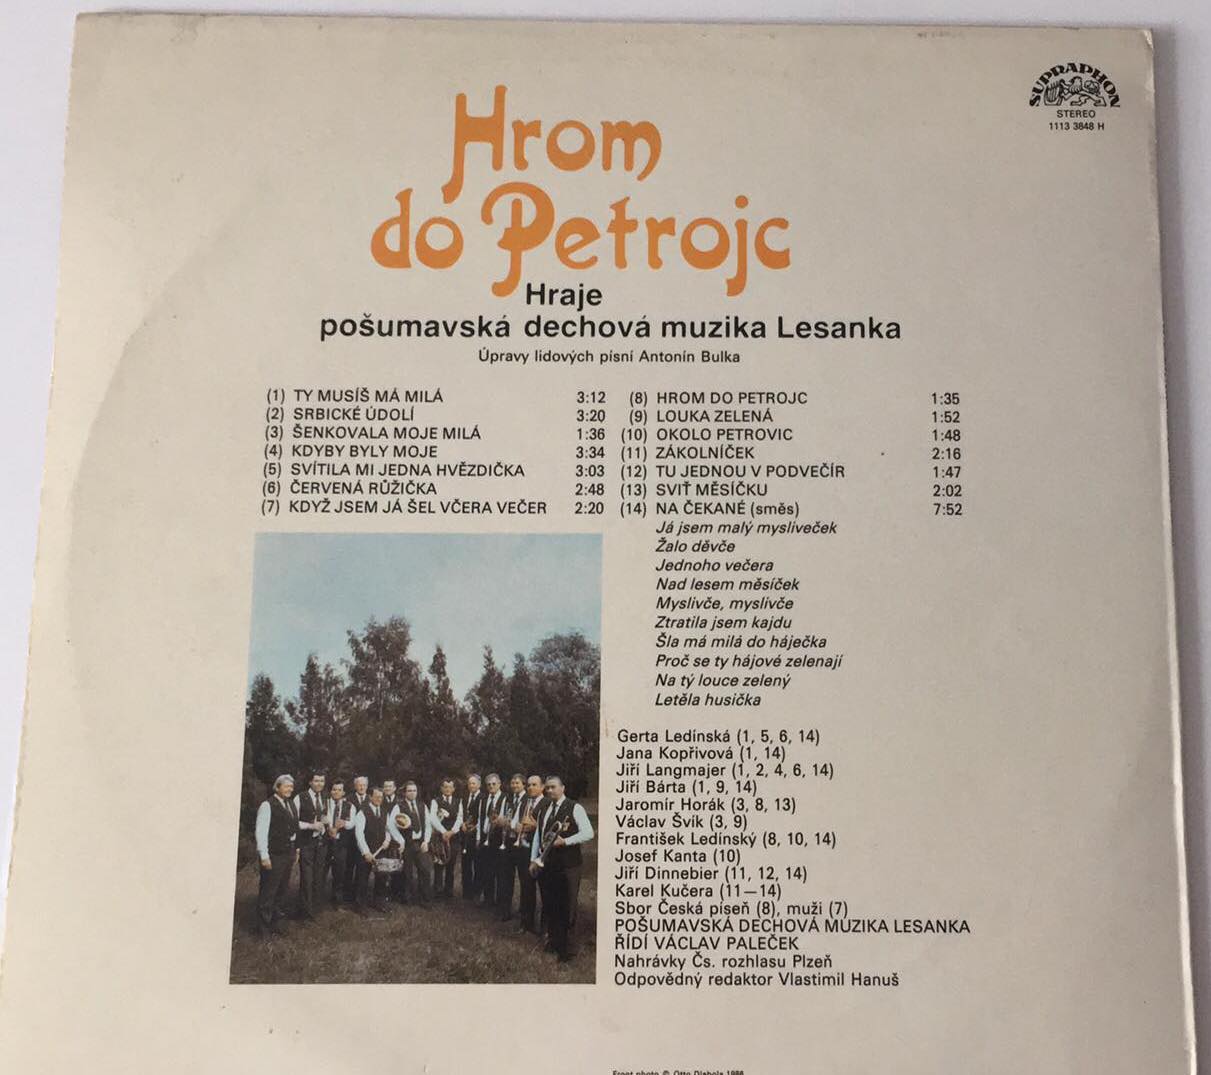 SUPRAPHON
STEREO
1113 3848 H
Hrom
do Petrojc
Hraje
pošumavská dechová muzika Lesanka
Úpravy lidových písní Antonín Bulka
(1) TY MUSÍŠ MÁ MILÁ 3:12
(2) SRBICKÉ ÚDOLÍ 3:20
(3) ŠENKOVALA MOJE MILÁ 1:36
(4) KDYBY BYLY MOJE 3:34
(5) SVÍTILA MI JEDNA HVĚZDIČKA 3:03
(6) ČERVENÁ RŮŽIČKA 2:48
(7) KDYŽ JSEM JÁ ŠEL VČERA VEČER 2:20
(8) HROM DO PETROJC 1:35
(9) LOUKA ZELENÁ 1:52
(10) OKOLO PETROVIC 1:48
(11) ZÁKOLNÍČEK 2:16
(12) TU JEDNOU V PODVEČÍR 1:47
(13) SVIŤ MĚSÍČKU 2:02
(14) NA ČEKANÉ (směs) 7:52
Já jsem malý mysliveček
Žalo děvče
Jednoho večera
Nad lesem měsíček
Myslivče, myslivče
Ztratila jsem kajdu
Šla má milá do háječka
Proč se ty hájové zelenají
Na tý louce zelený
Letěla husička
Gerta Ledínská (1, 5, 6, 14)
Jana Kopřivová (1, 14)
Jiří Langmajer (1, 2, 4, 6, 14)
Jiří Bárta (1, 9, 14)
Jaromír Horák (3, 8, 13)
Václav Švík (3, 9)
František Ledínský (8, 10, 14)
Josef Kanta (10)
Jiří Dinnebier (11, 12, 14)
Karel Kučera (11—14)
Sbor Česká píseň (8), muži (7)
POŠUMAVSKÁ DECHOVÁ MUZIKA LESANKA
ŘÍDÍ VÁCLAV PALEČEK
Nahrávky Čs. rozhlasu Plzeň
Odpovědný redaktor Vlastimil Hanuš
Front photo © Otto Dlabola 1986